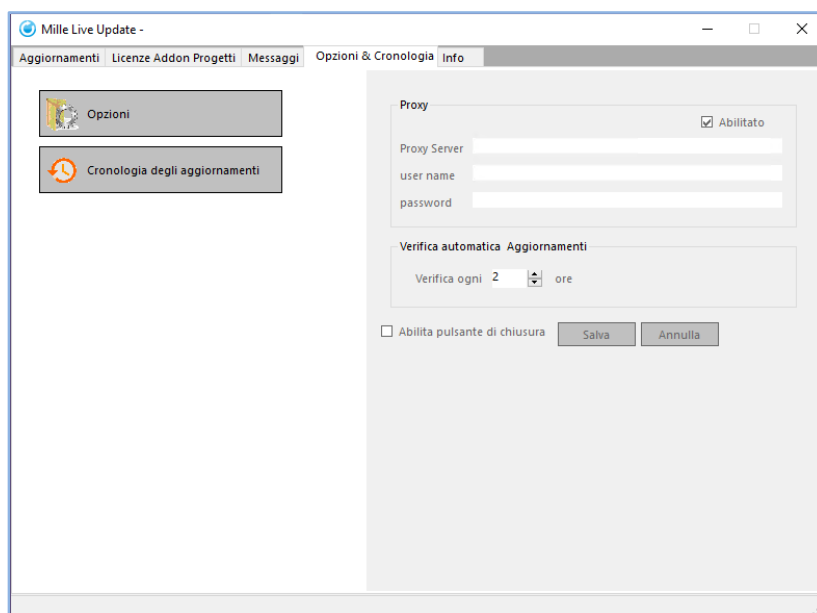 Mille Live Update -
Aggiornamenti Licenze Addon Progetti Messaggi Opzioni & Cronologia Info
Opzioni
Cronologia degli aggiornamenti
Proxy
Abilitato
Proxy Server
user name
password
Verifica automatica Aggiornamenti
Verifica ogni 2 ore
Abilita pulsante di chiusura Salva Annulla